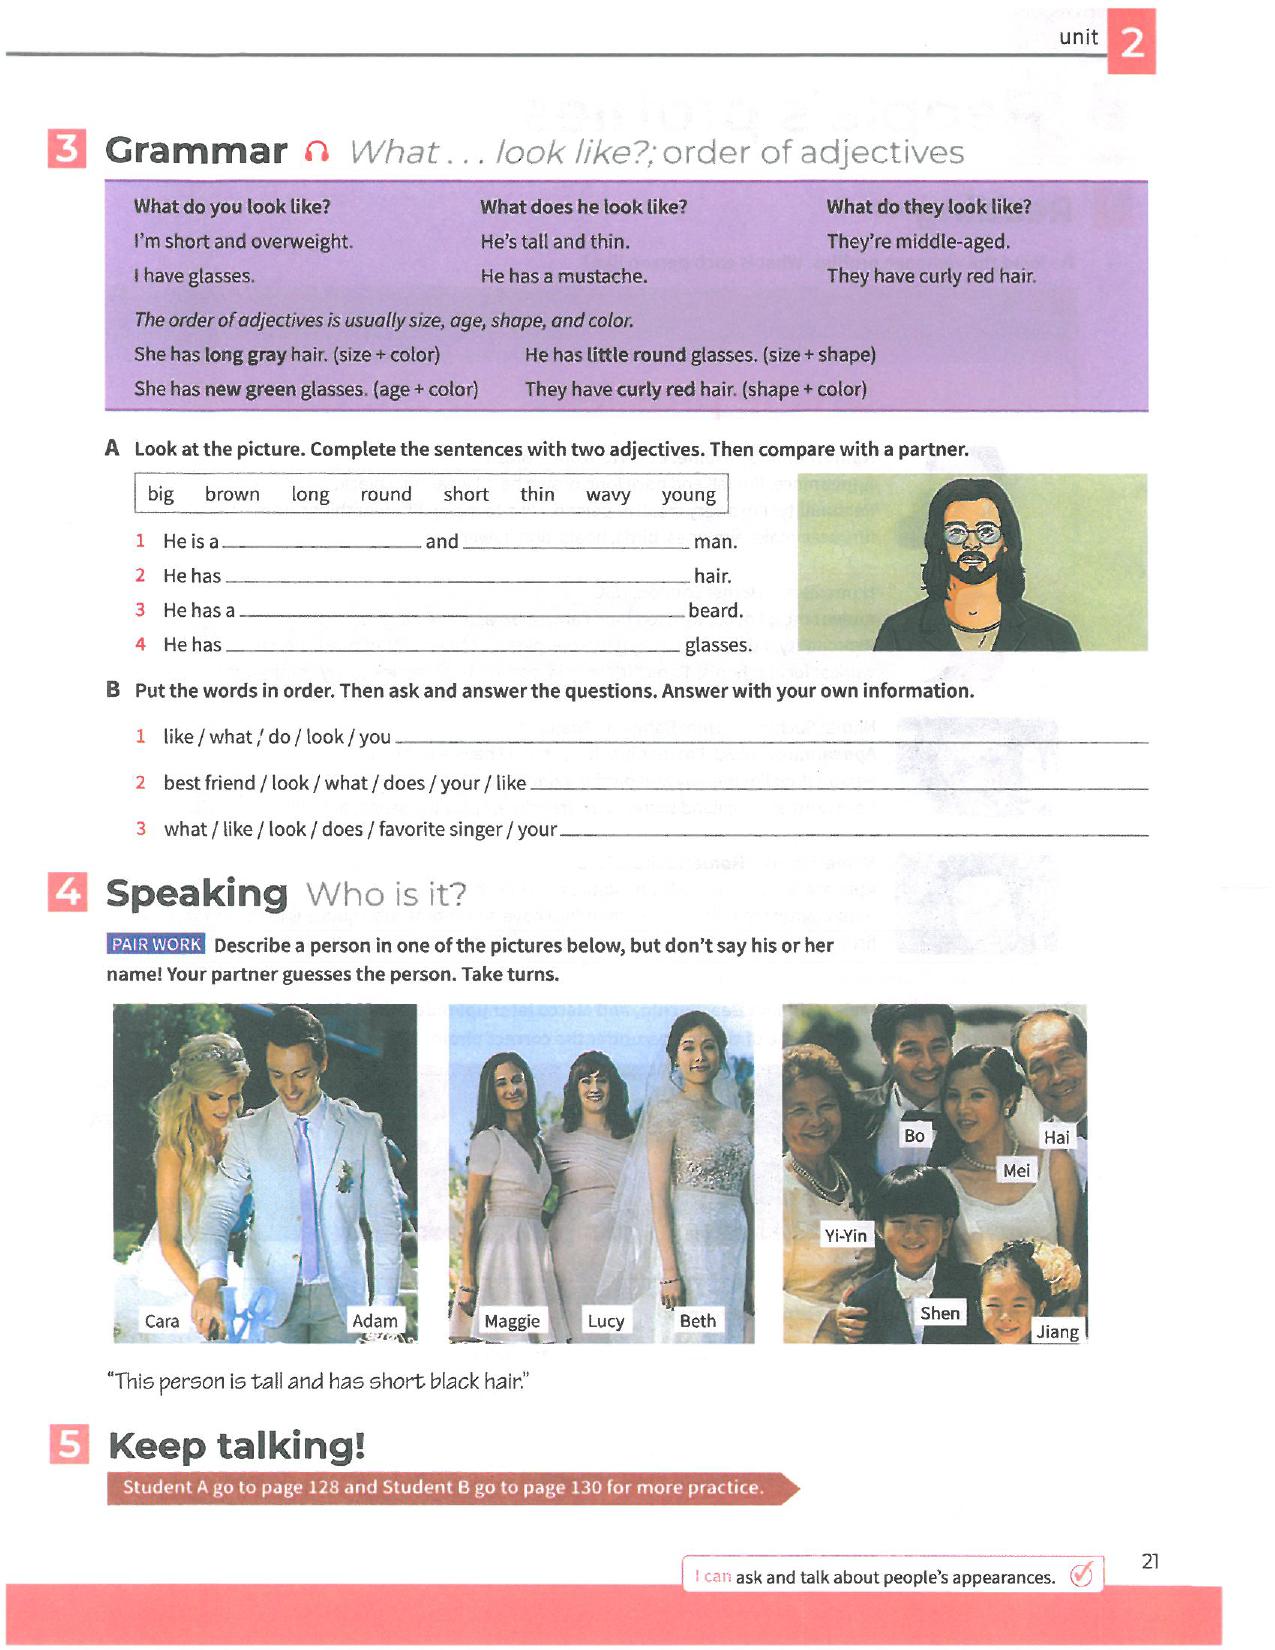 unit 2
3 Grammar What . . . look like?; order of adjectives
What do you look like? What does he look like? What do they look like?
I'm short and overweight. He's tall and thin. They're middle-aged.
I have glasses. He has a mustache. They have curly red hair.
The order of adjectives is usually size, age, shape, and color.
She has long gray hair. (size + color) He has little round glasses. (size + shape)
She has new green glasses. (age + color) They have curly red hair. (shape + color)
A Look at the picture. Complete the sentences with two adjectives. Then compare with a partner.
big brown long round short thin wavy young
1 He is a ____ and ____ man.
2 He has ____ hair.
3 He has a ____ beard.
4 He has ____ glasses.
B Put the words in order. Then ask and answer the questions. Answer with your own information.
1 like / what / do / look / you ____
2 best friend / look / what / does / your / like ____
3 what / like / look / does / favorite singer / your ____
4 Speaking Who is it?
PAIR WORK Describe a person in one of the pictures below, but don't say his or her
name! Your partner guesses the person. Take turns.
Bo Hai
Mei
Yi-Yin
Shen
Cara Adam Maggie Lucy Beth
Jiang
"This person is tall and has short black hair."
5 Keep talking!
Student A go to page 128 and Student B go to page 130 for more practice.
I can ask and talk about people's appearances.
21